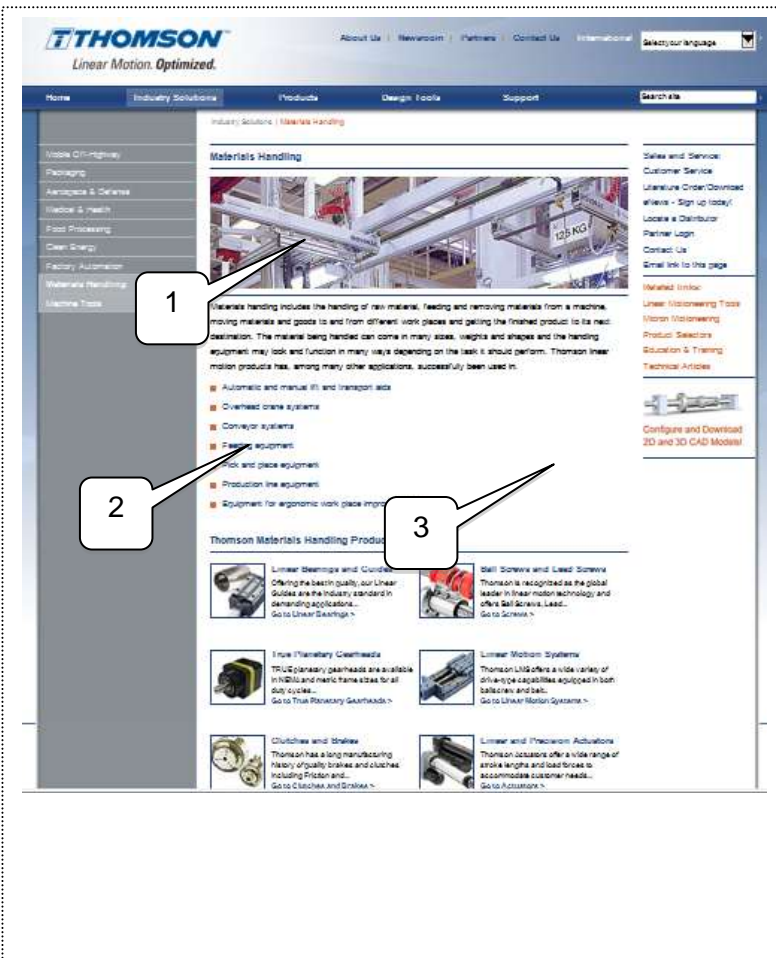 THOMSON
Linear Motion. Optimized.
About Us | Newsroom | Partners | Contact Us
International
Select your language
Home
Industry Solutions
Products
Design Tools
Support
Search site
Industry Solutions | Materials Handling
Mobile Off-Highway
Packaging
Aerospace & Defense
Medical & Health
Food Processing
Clean Energy
Factory Automation
Materials Handling
Machine Tools
Materials Handling
125 KG
1
Materials handling includes the handling of raw material, feeding and removing materials from a machine,
moving materials and goods to and from different work places and getting the finished product to its next
destination. The material being handled can come in many sizes, weights and shapes and the handling
equipment may look and function in many ways depending on the task it should perform. Thomson linear
motion products has, among many other applications, successfully been used in:
Automatic and manual lift and transport aids
Overhead crane systems
Conveyor systems
Feeding equipment
Pick and place equipment
Production line equipment
Equipment for ergonomic work place
2
3
Thomson Materials Handling
Linear Bearings and Guides
Offering the best in quality, our Linear
Guides are the industry standard in
demanding applications...
Go to Linear Bearings >
Ball Screws and Lead Screws
Thomson is recognized as the global
leader in linear motion technology and
offers Ball Screws, Lead...
Go to Screws >
True Planetary Gearheads
TRUE planetary gearheads are available
in NEMA and metric frame sizes for all
duty cycles...
Go to True Planetary Gearheads >
Linear Motion Systems
Thomson LMS offers a wide variety of
drive-type capabilities equipped in both
ballscrew and belt...
Go to Linear Motion Systems >
Clutches and Brakes
Thomson has a long manufacturing
history of quality brakes and clutches
including Friction and...
Go to Clutches and Brakes >
Linear and Precision Actuators
Thomson actuators offer a wide range of
stroke lengths and load forces to
accommodate customer needs...
Go to Actuators >
Sales and Service:
Customer Service
Literature Order/Download
eNews - Sign up today!
Locate a Distributor
Partner Login
Contact Us
Email link to this page
Related links:
Linear Motioneering Tools
Micron Motioneering
Product Selectors
Education & Training
Technical Articles
Configure and Download
2D and 3D CAD Models!